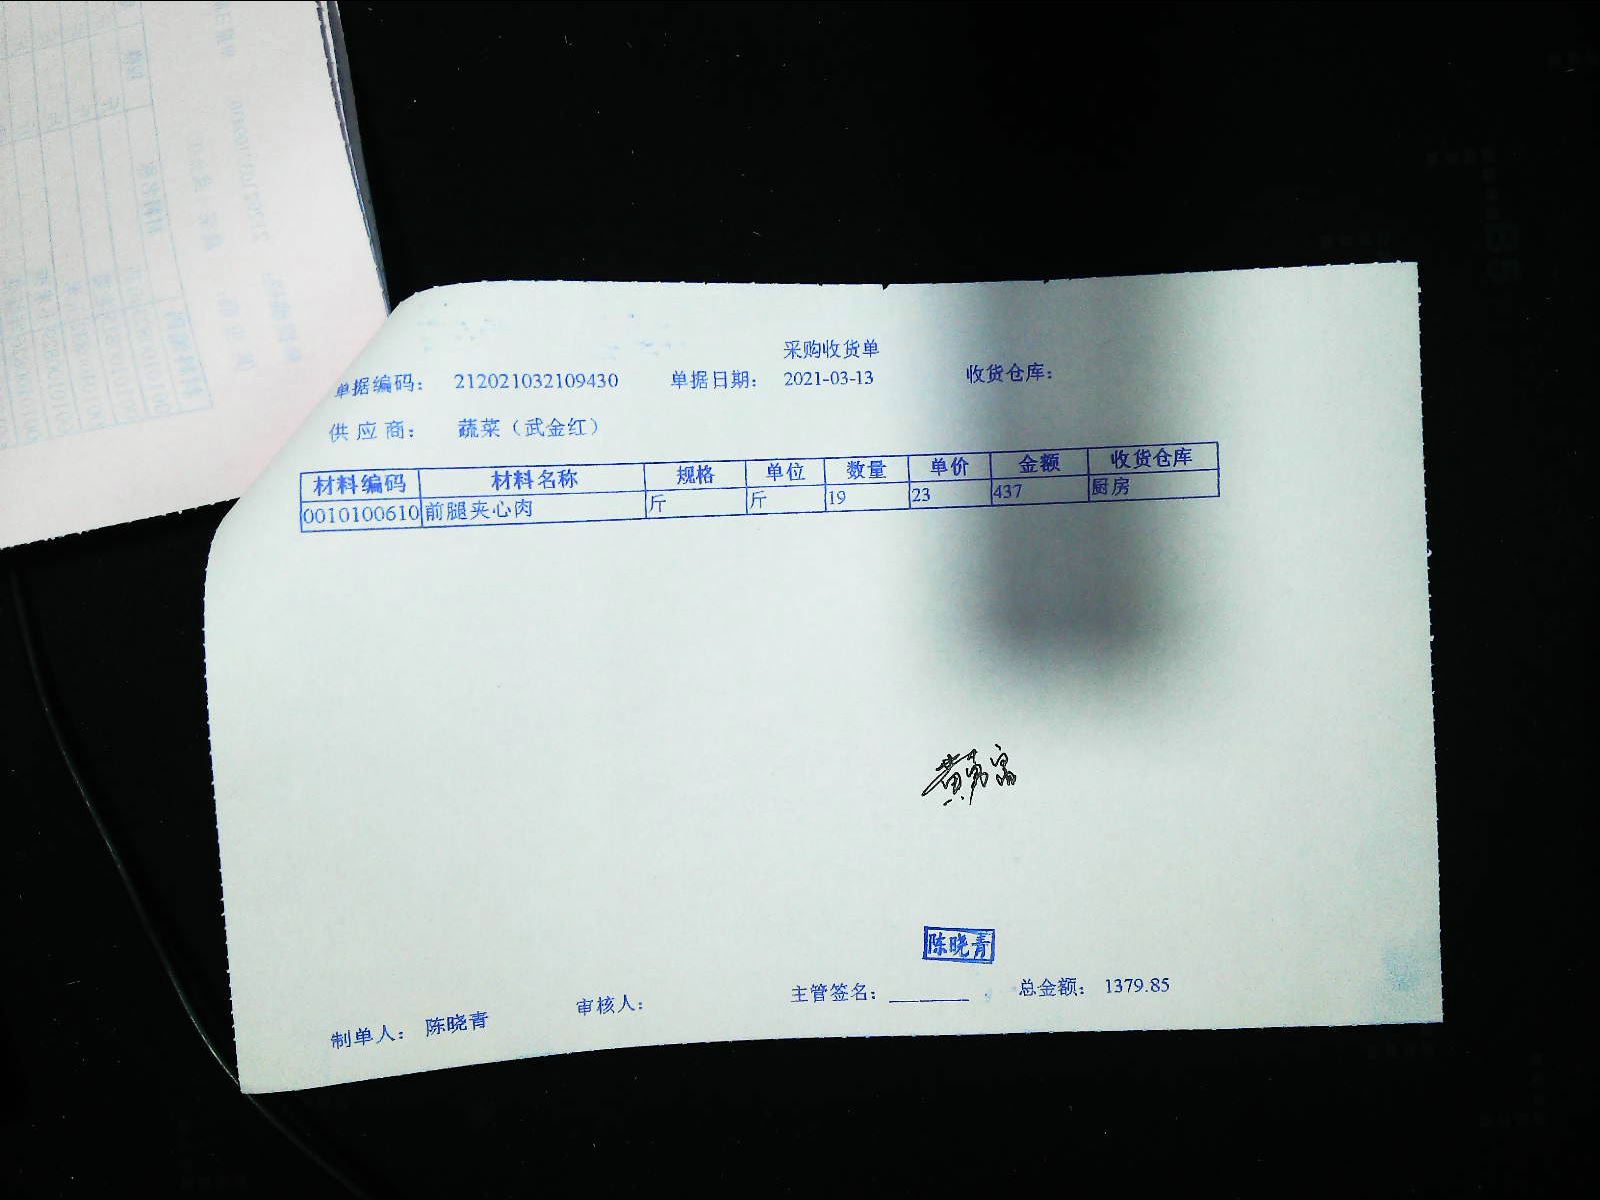 采购收货单
单据编码： 212021032109430 单据日期： 2021-03-13 收货仓库：
供应商： 蔬菜（武金红）
材料编码 材料名称 规格 单位 数量 单价 金额 收货仓库
0010100610 前腿夹心肉 斤 斤 19 23 437 厨房
陈晓青
制单人： 陈晓青 审核人： 主管签名：________ 总金额： 1379.85